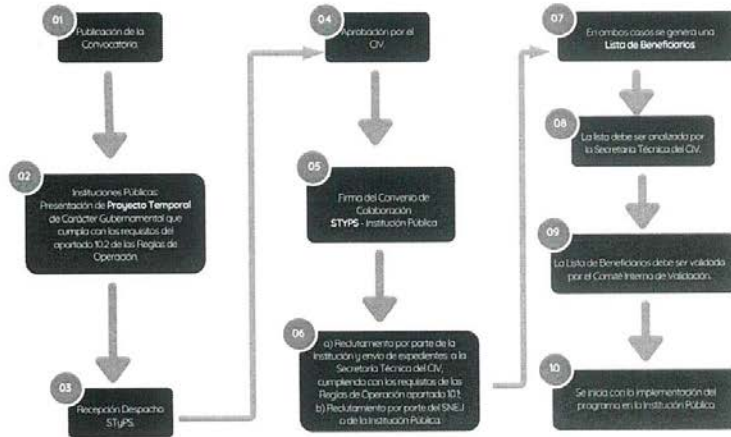 01
Publicación de la
Convocatoria.
02
Instituciones Públicas:
Presentación de Proyecto Temporal
de Carácter Gubernamental que
cumpla con los requisitos del
apartado 10.2 de las Reglas de
Operación.
03
Recepción Despacho
STyPS.
04
Aprobación por el
CIV.
05
Firma del Convenio de
Colaboración
STYPS - Institución Pública
06
a) Reclutamiento por parte de la
Institución y envío de expedientes a la
Secretaría Técnica del CIV,
cumpliendo con los requisitos de las
Reglas de Operación apartado 10.1;
b) Reclutamiento por parte del SNEJ
o de la Institución Pública.
07
En ambos casos se genera una
Lista de Beneficiarios
08
La lista debe ser analizada por
la Secretaría Técnica del CIV.
09
La Lista de Beneficiarios debe ser validada
por el Comité Interno de Validación.
10
Se inicia con la implementación del
programa en la Institución Pública